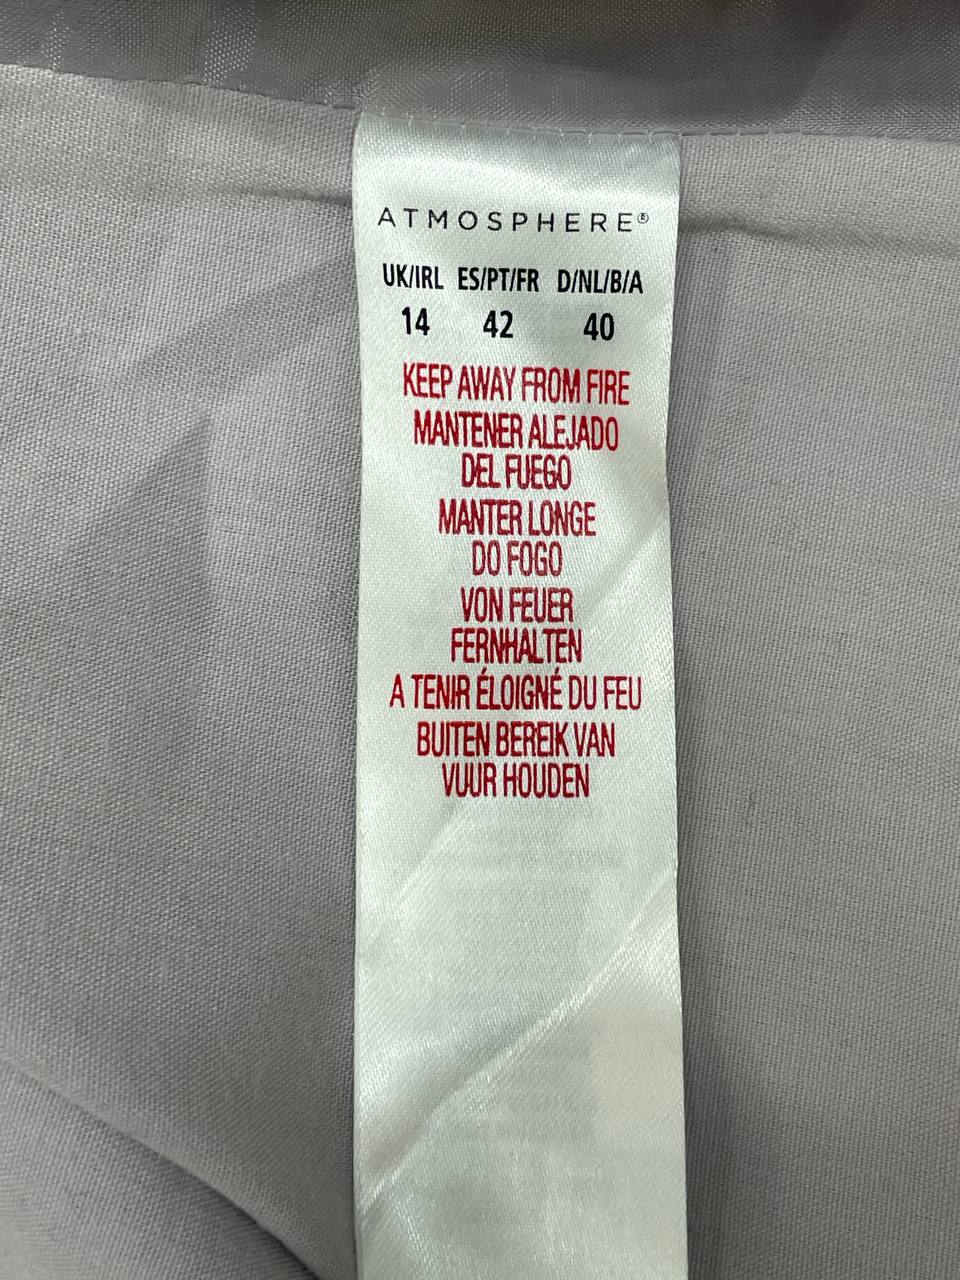 ATMOSPHERE®
UK/IRL ES/PT/FR D/NL/B/A
14 42 40
KEEP AWAY FROM FIRE
MANTENER ALEJADO
DEL FUEGO
MANTER LONGE
DO FOGO
VON FEUER
FERNHALTEN
A TENIR ÉLOIGNÉ DU FEU
BUITEN BEREIK VAN
VUUR HOUDEN